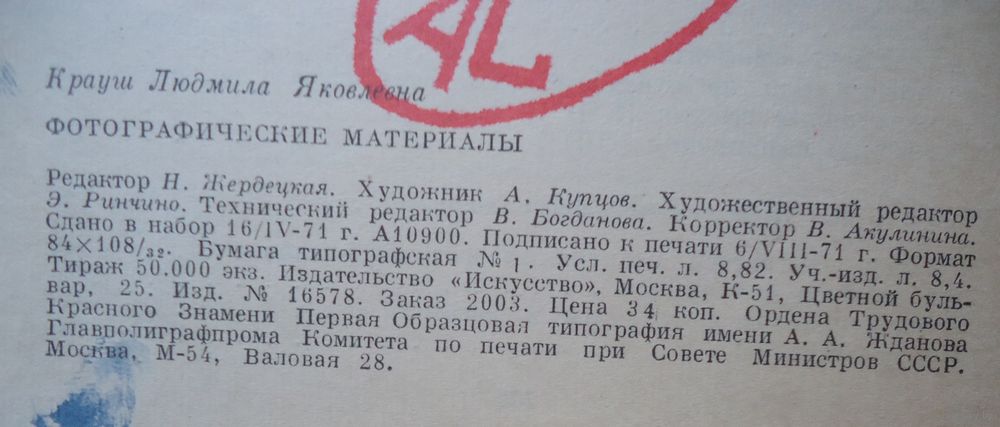 AL
Крауш Людмила Яковлевна
ФОТОГРАФИЧЕСКИЕ МАТЕРИАЛЫ
Редактор Н. Жердецкая. Художник А. Купцов. Художественный редактор
Э. Ринчино. Технический редактор В. Богданова. Корректор В. Акулинина.
Сдано в набор 16/IV-71 г. А10900. Подписано к печати 6/VIII-71 г. Формат
84×108/32. Бумага типографская № 1. Усл. печ. л. 8,82. Уч.-изд. л. 8,4.
Тираж 50.000 экз. Издательство «Искусство», Москва, К-51, Цветной буль-
вар, 25. Изд. № 16578. Заказ 2003. Цена 34 коп. Ордена Трудового
Красного Знамени Первая Образцовая типография имени А. А. Жданова
Главполиграфпрома Комитета по печати при Совете Министров СССР.
Москва, М-54, Валовая 28.